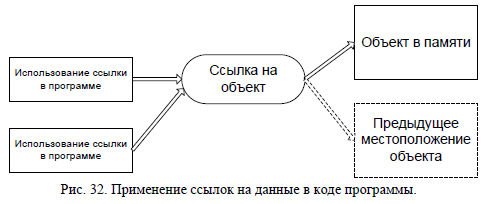 Использование ссылки
в программе
Использование ссылки
в программе
Ссылка на
объект
Объект в памяти
Предыдущее
местоположение
объекта
Рис. 32. Применение ссылок на данные в коде программы.